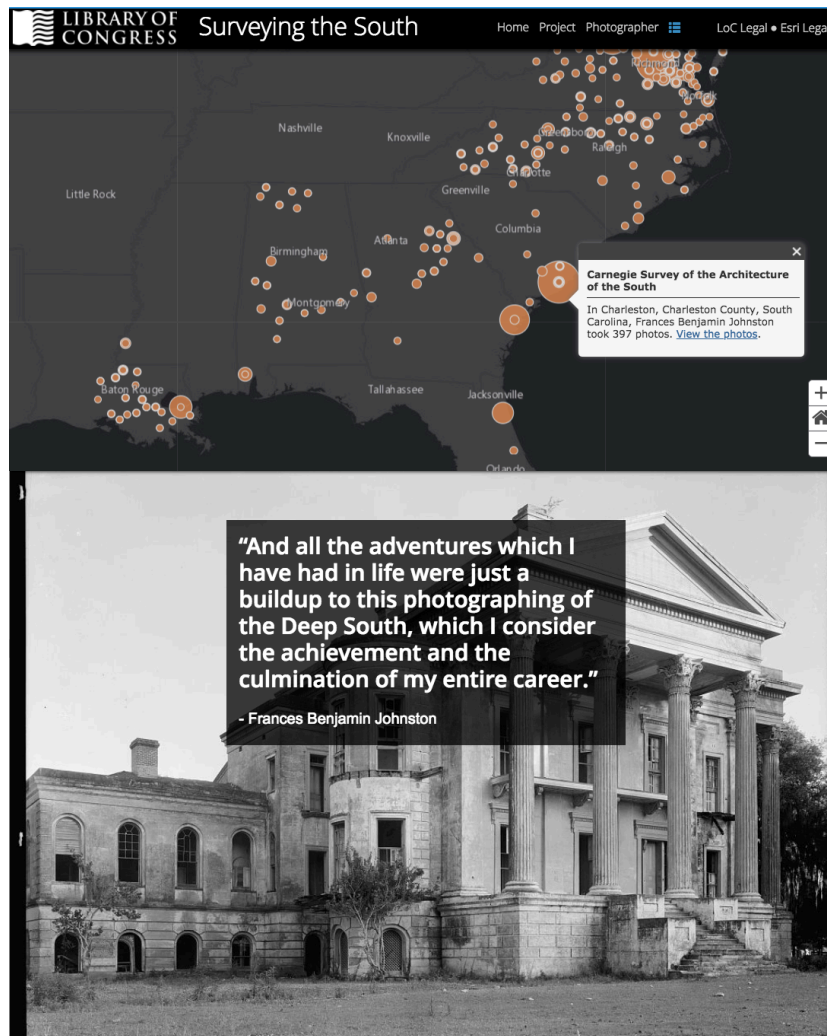 LIBRARY OF
CONGRESS
Surveying the South
Home Project Photographer
LoC Legal ● Esri Lega
Richmond
Norfolk
Nashville
Knoxville
Greensboro
Raleigh
Charlotte
Little Rock
Greenville
Columbia
Atlanta
Birmingham
Montgomery
Carnegie Survey of the Architecture
of the South
In Charleston, Charleston County, South
Carolina, Frances Benjamin Johnston
took 397 photos. View the photos.
Baton Rouge
Tallahassee
Jacksonville
Orlando
“And all the adventures which I
have had in life were just a
buildup to this photographing of
the Deep South, which I consider
the achievement and the
culmination of my entire career.”
- Frances Benjamin Johnston